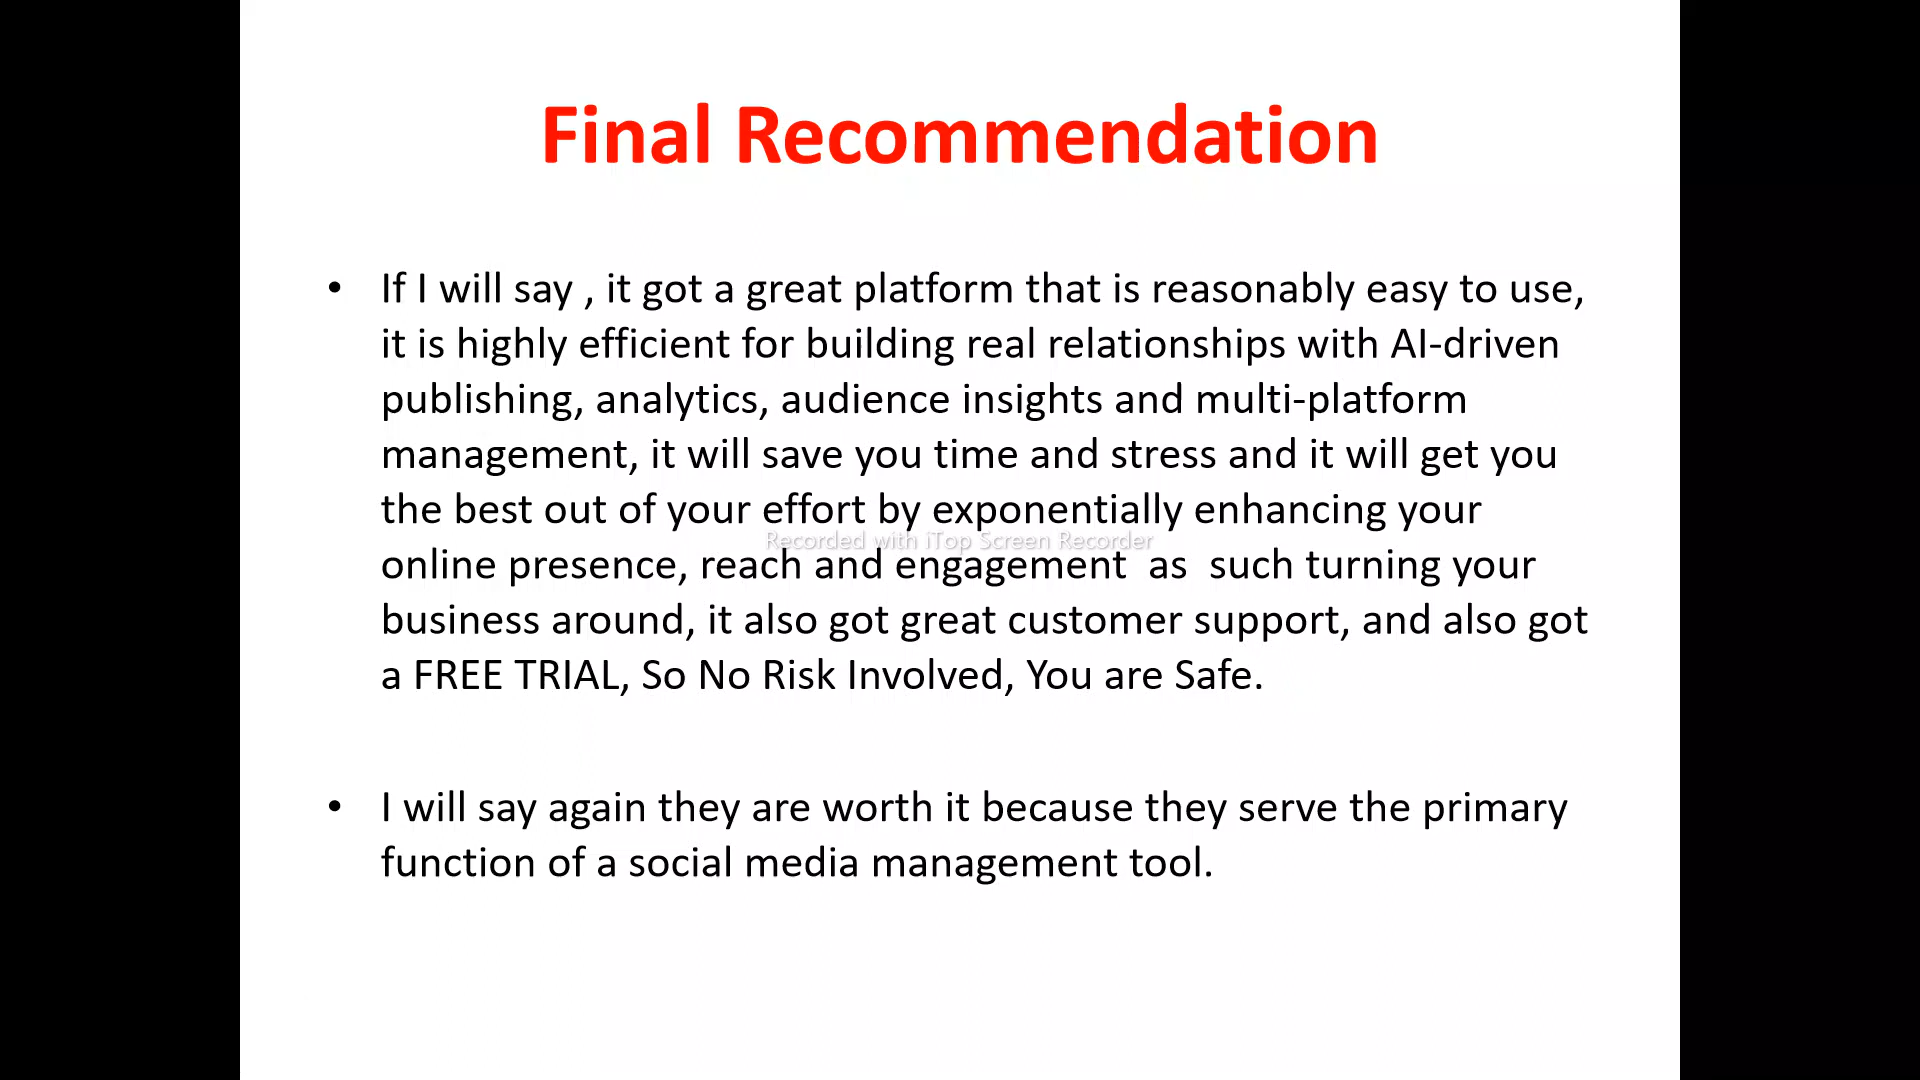 Final Recommendation
• If I will say , it got a great platform that is reasonably easy to use,
it is highly efficient for building real relationships with AI-driven
publishing, analytics, audience insights and multi-platform
management, it will save you time and stress and it will get you
the best out of your effort by exponentially enhancing your
Recorded with iTop Screen Recorder
online presence, reach and engagement  as  such turning your
business around, it also got great customer support, and also got
a FREE TRIAL, So No Risk Involved, You are Safe.
• I will say again they are worth it because they serve the primary
function of a social media management tool.